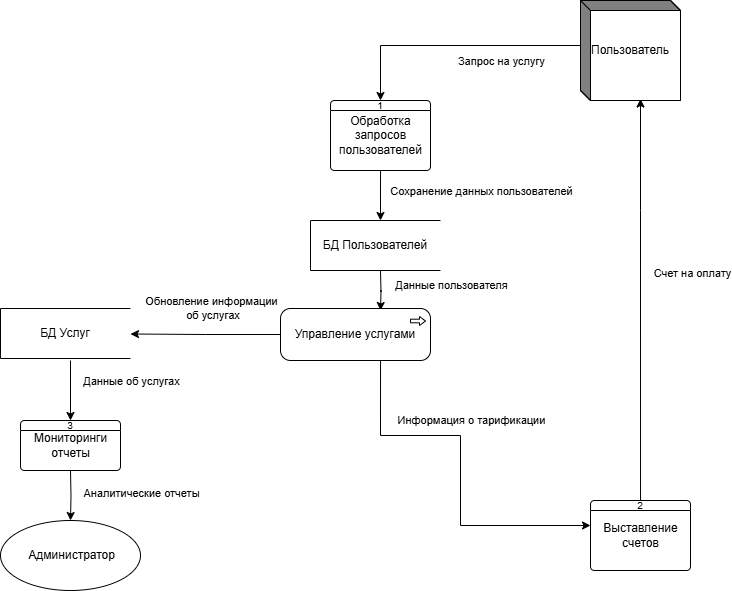 Пользователь
Запрос на услугу
1
Обработка
запросов
пользователей
Сохранение данных пользователей
БД Пользователей
Данные пользователя
Счет на оплату
Обновление информации
об услугах
БД Услуг
Управление услугами
Данные об услугах
Информация о тарификации
3
Мониторинги
отчеты
Аналитические отчеты
2
Выставление
счетов
Администратор